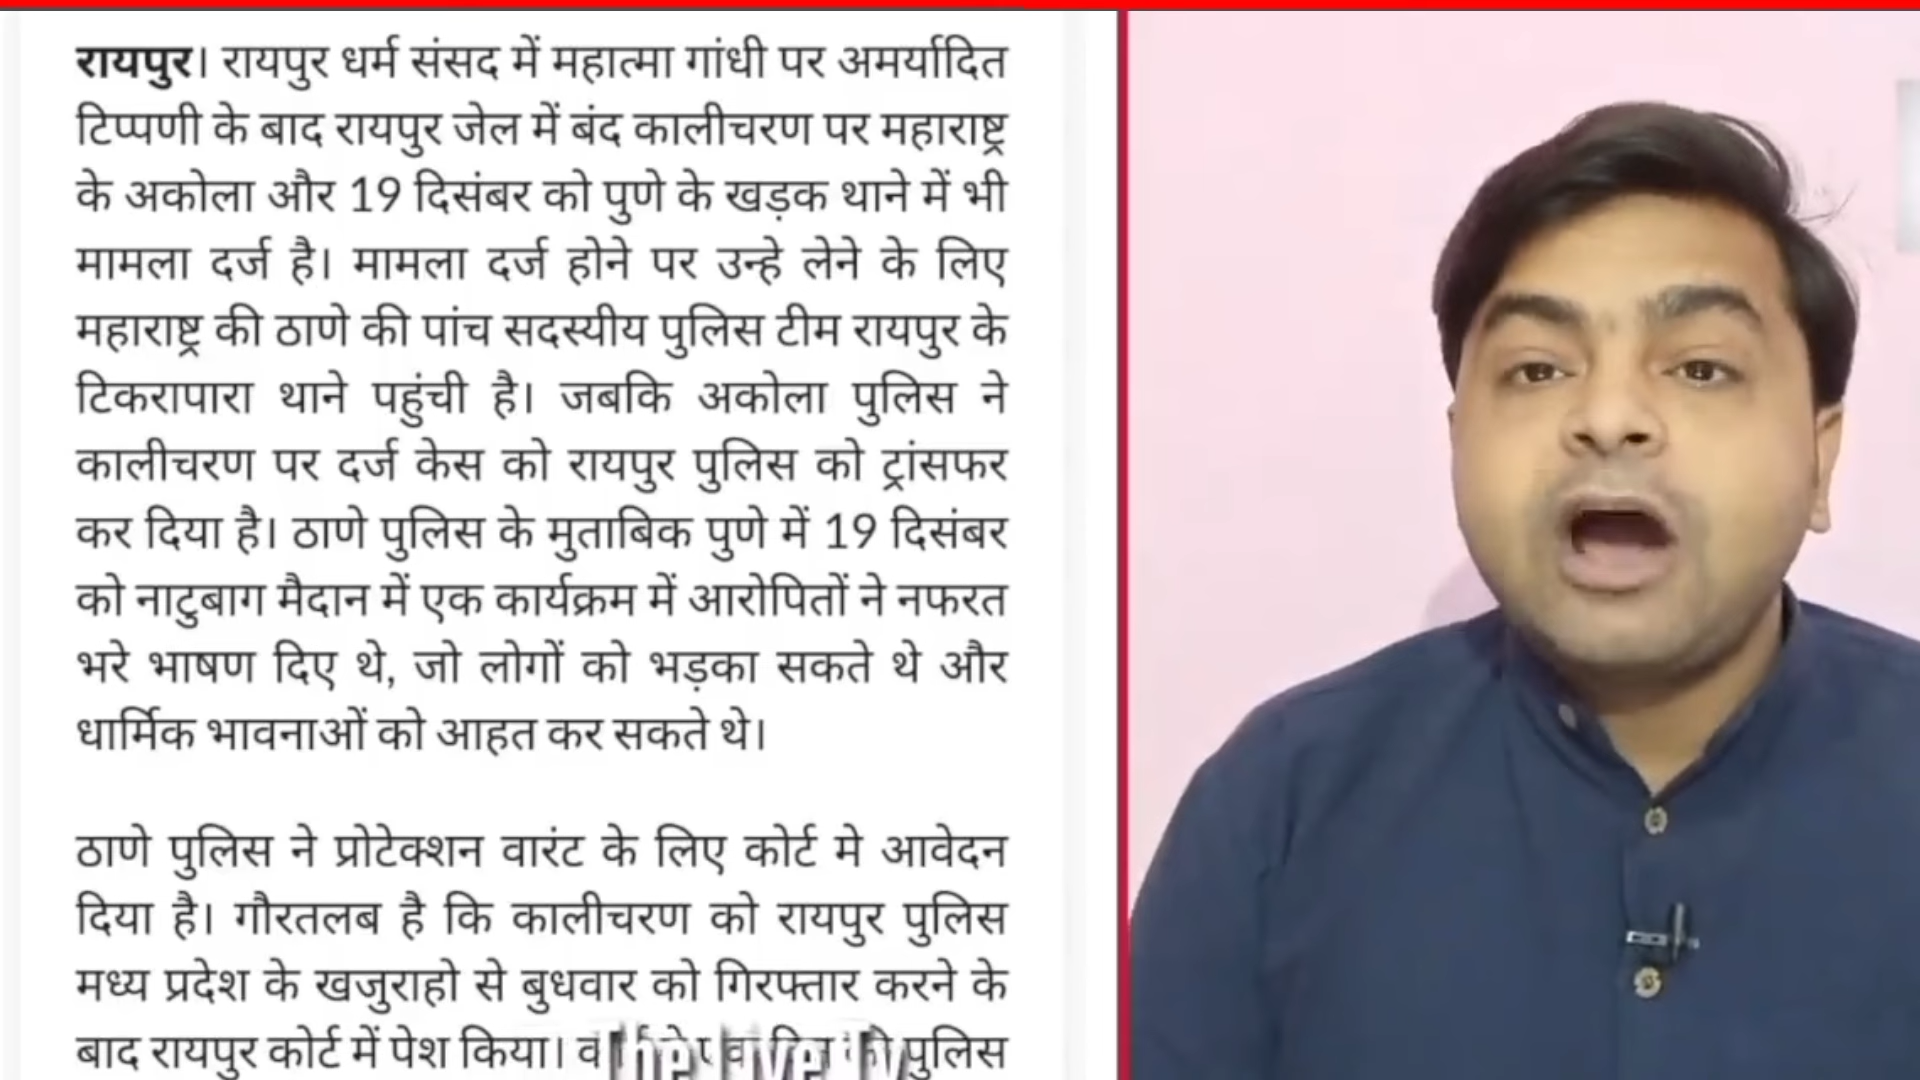 रायपुर। रायपुर धर्म संसद में महात्मा गांधी पर अमर्यादित
टिप्पणी के बाद रायपुर जेल में बंद कालीचरण पर महाराष्ट्र
के अकोला और 19 दिसंबर को पुणे के खड़क थाने में भी
मामला दर्ज है। मामला दर्ज होने पर उन्हे लेने के लिए
महाराष्ट्र की ठाणे की पांच सदस्यीय पुलिस टीम रायपुर के
टिकरापारा थाने पहुंची है। जबकि अकोला पुलिस ने
कालीचरण पर दर्ज केस को रायपुर पुलिस को ट्रांसफर
कर दिया है। ठाणे पुलिस के मुताबिक पुणे में 19 दिसंबर
को नाटुबाग मैदान में एक कार्यक्रम में आरोपितों ने नफरत
भरे भाषण दिए थे, जो लोगों को भड़का सकते थे और
धार्मिक भावनाओं को आहत कर सकते थे।
ठाणे पुलिस ने प्रोटेक्शन वारंट के लिए कोर्ट मे आवेदन
दिया है। गौरतलब है कि कालीचरण को रायपुर पुलिस
मध्य प्रदेश के खजुराहो से बुधवार को गिरफ्तार करने के
बाद रायपुर कोर्ट में पेश किया। पुलिस
The Live Tv